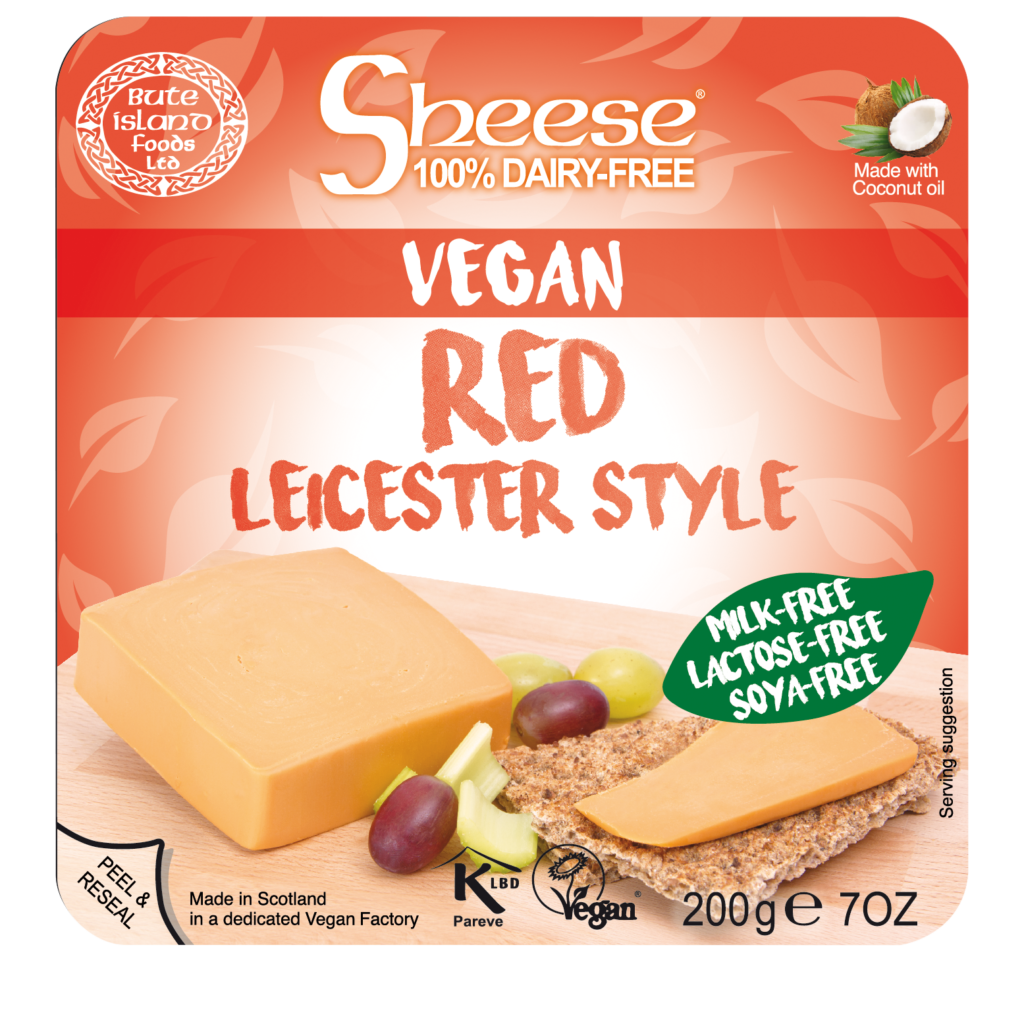 Bute
island
Foods
Ltd
Sheese®
100% DAIRY-FREE
Made with
Coconut oil
VEGAN
RED
LEICESTER STYLE
MILK-FREE
LACTOSE-FREE
SOYA-FREE
Serving suggestion
PEEL &
RESEAL
Made in Scotland
in a dedicated Vegan Factory
K LBD
Pareve
Vegan®
200g e 7OZ